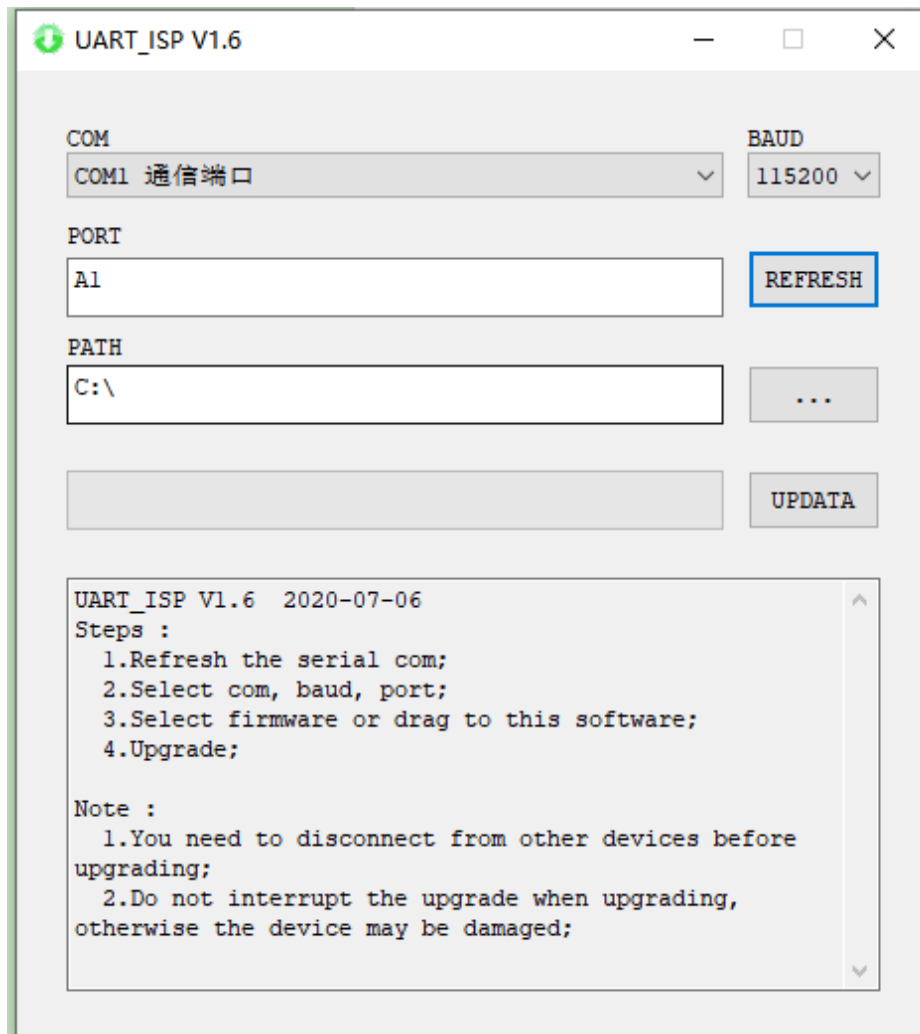 UART_ISP V1.6
COM
BAUD
COM1 通信端口
115200
PORT
A1
REFRESH
PATH
C:\
...
UPDATA
UART_ISP V1.6  2020-07-06
Steps :
  1.Refresh the serial com;
  2.Select com, baud, port;
  3.Select firmware or drag to this software;
  4.Upgrade;
Note :
  1.You need to disconnect from other devices before
upgrading;
  2.Do not interrupt the upgrade when upgrading,
otherwise the device may be damaged;